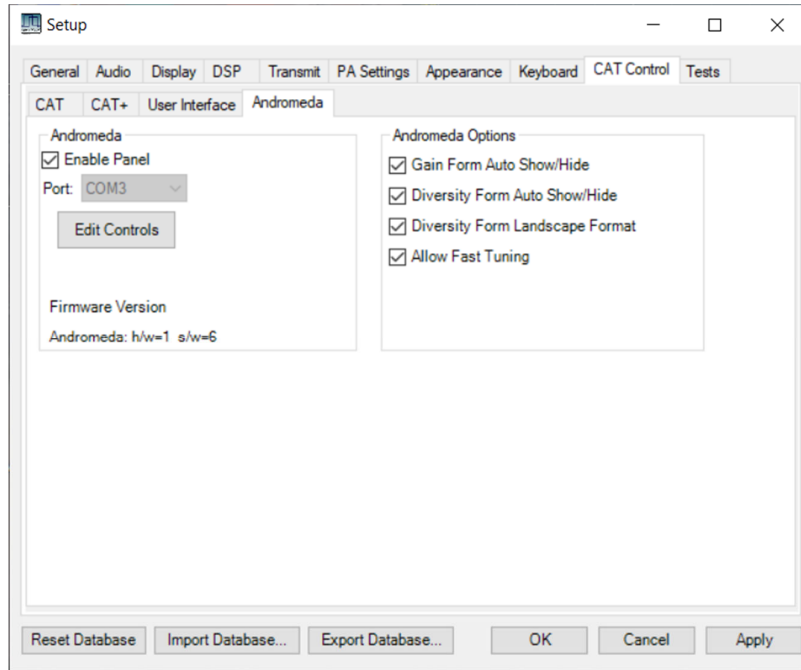 Setup
General Audio Display DSP Transmit PA Settings Appearance Keyboard CAT Control Tests
CAT CAT+ User Interface Andromeda
Andromeda
Enable Panel
Port: COM3
Edit Controls
Firmware Version
Andromeda: h/w=1 s/w=6
Andromeda Options
Gain Form Auto Show/Hide
Diversity Form Auto Show/Hide
Diversity Form Landscape Format
Allow Fast Tuning
Reset Database Import Database... Export Database... OK Cancel Apply